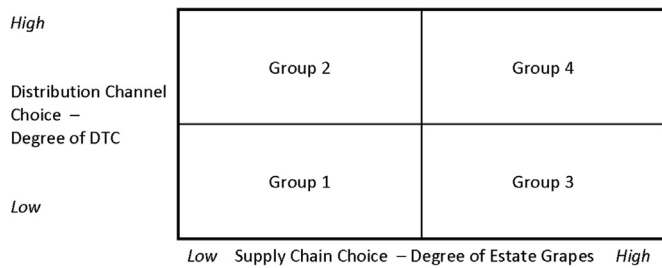 High
Group 2
Group 4
Distribution Channel
Choice –
Degree of DTC
Group 1
Group 3
Low
Low Supply Chain Choice – Degree of Estate Grapes High